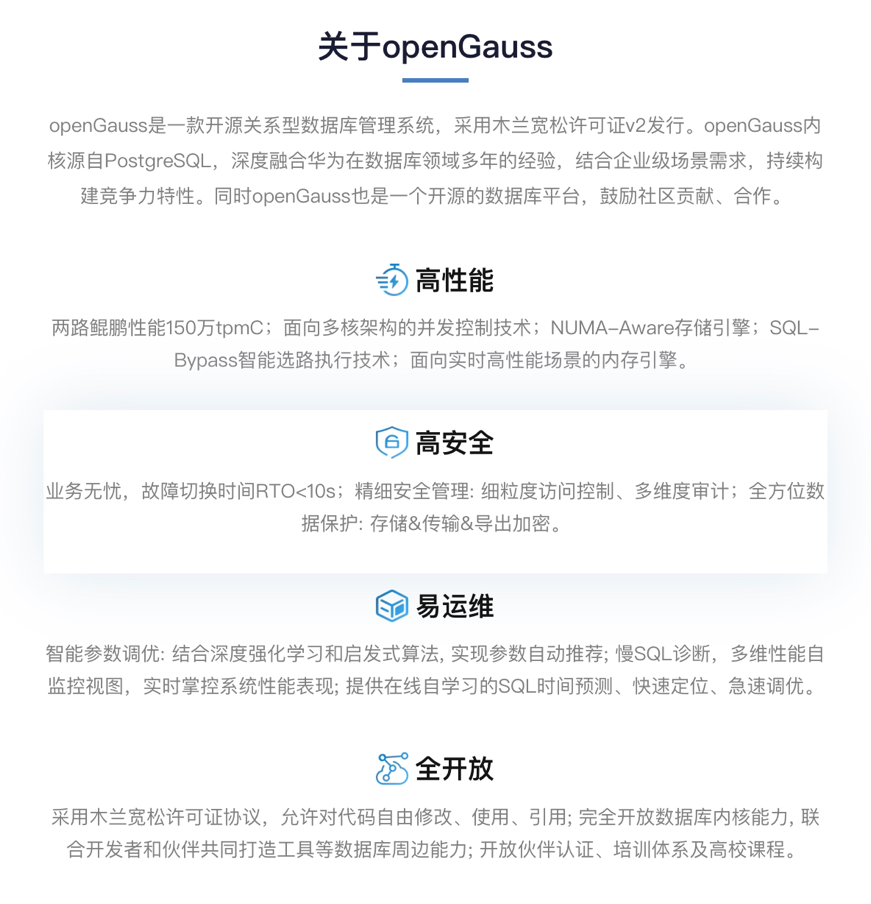 关于openGauss
openGauss是一款开源关系型数据库管理系统，采用木兰宽松许可证v2发行。openGauss内
核源自PostgreSQL，深度融合华为在数据库领域多年的经验，结合企业级场景需求，持续构
建竞争力特性。同时openGauss也是一个开源的数据库平台，鼓励社区贡献、合作。
高性能
两路鲲鹏性能150万tpmC；面向多核架构的并发控制技术；NUMA-Aware存储引擎；SQL-
Bypass智能选路执行技术；面向实时高性能场景的内存引擎。
高安全
业务无忧，故障切换时间RTO<10s；精细安全管理: 细粒度访问控制、多维度审计；全方位数
据保护: 存储&传输&导出加密。
易运维
智能参数调优: 结合深度强化学习和启发式算法, 实现参数自动推荐; 慢SQL诊断，多维性能自
监控视图，实时掌控系统性能表现; 提供在线自学习的SQL时间预测、快速定位、急速调优。
全开放
采用木兰宽松许可证协议，允许对代码自由修改、使用、引用; 完全开放数据库内核能力, 联
合开发者和伙伴共同打造工具等数据库周边能力; 开放伙伴认证、培训体系及高校课程。